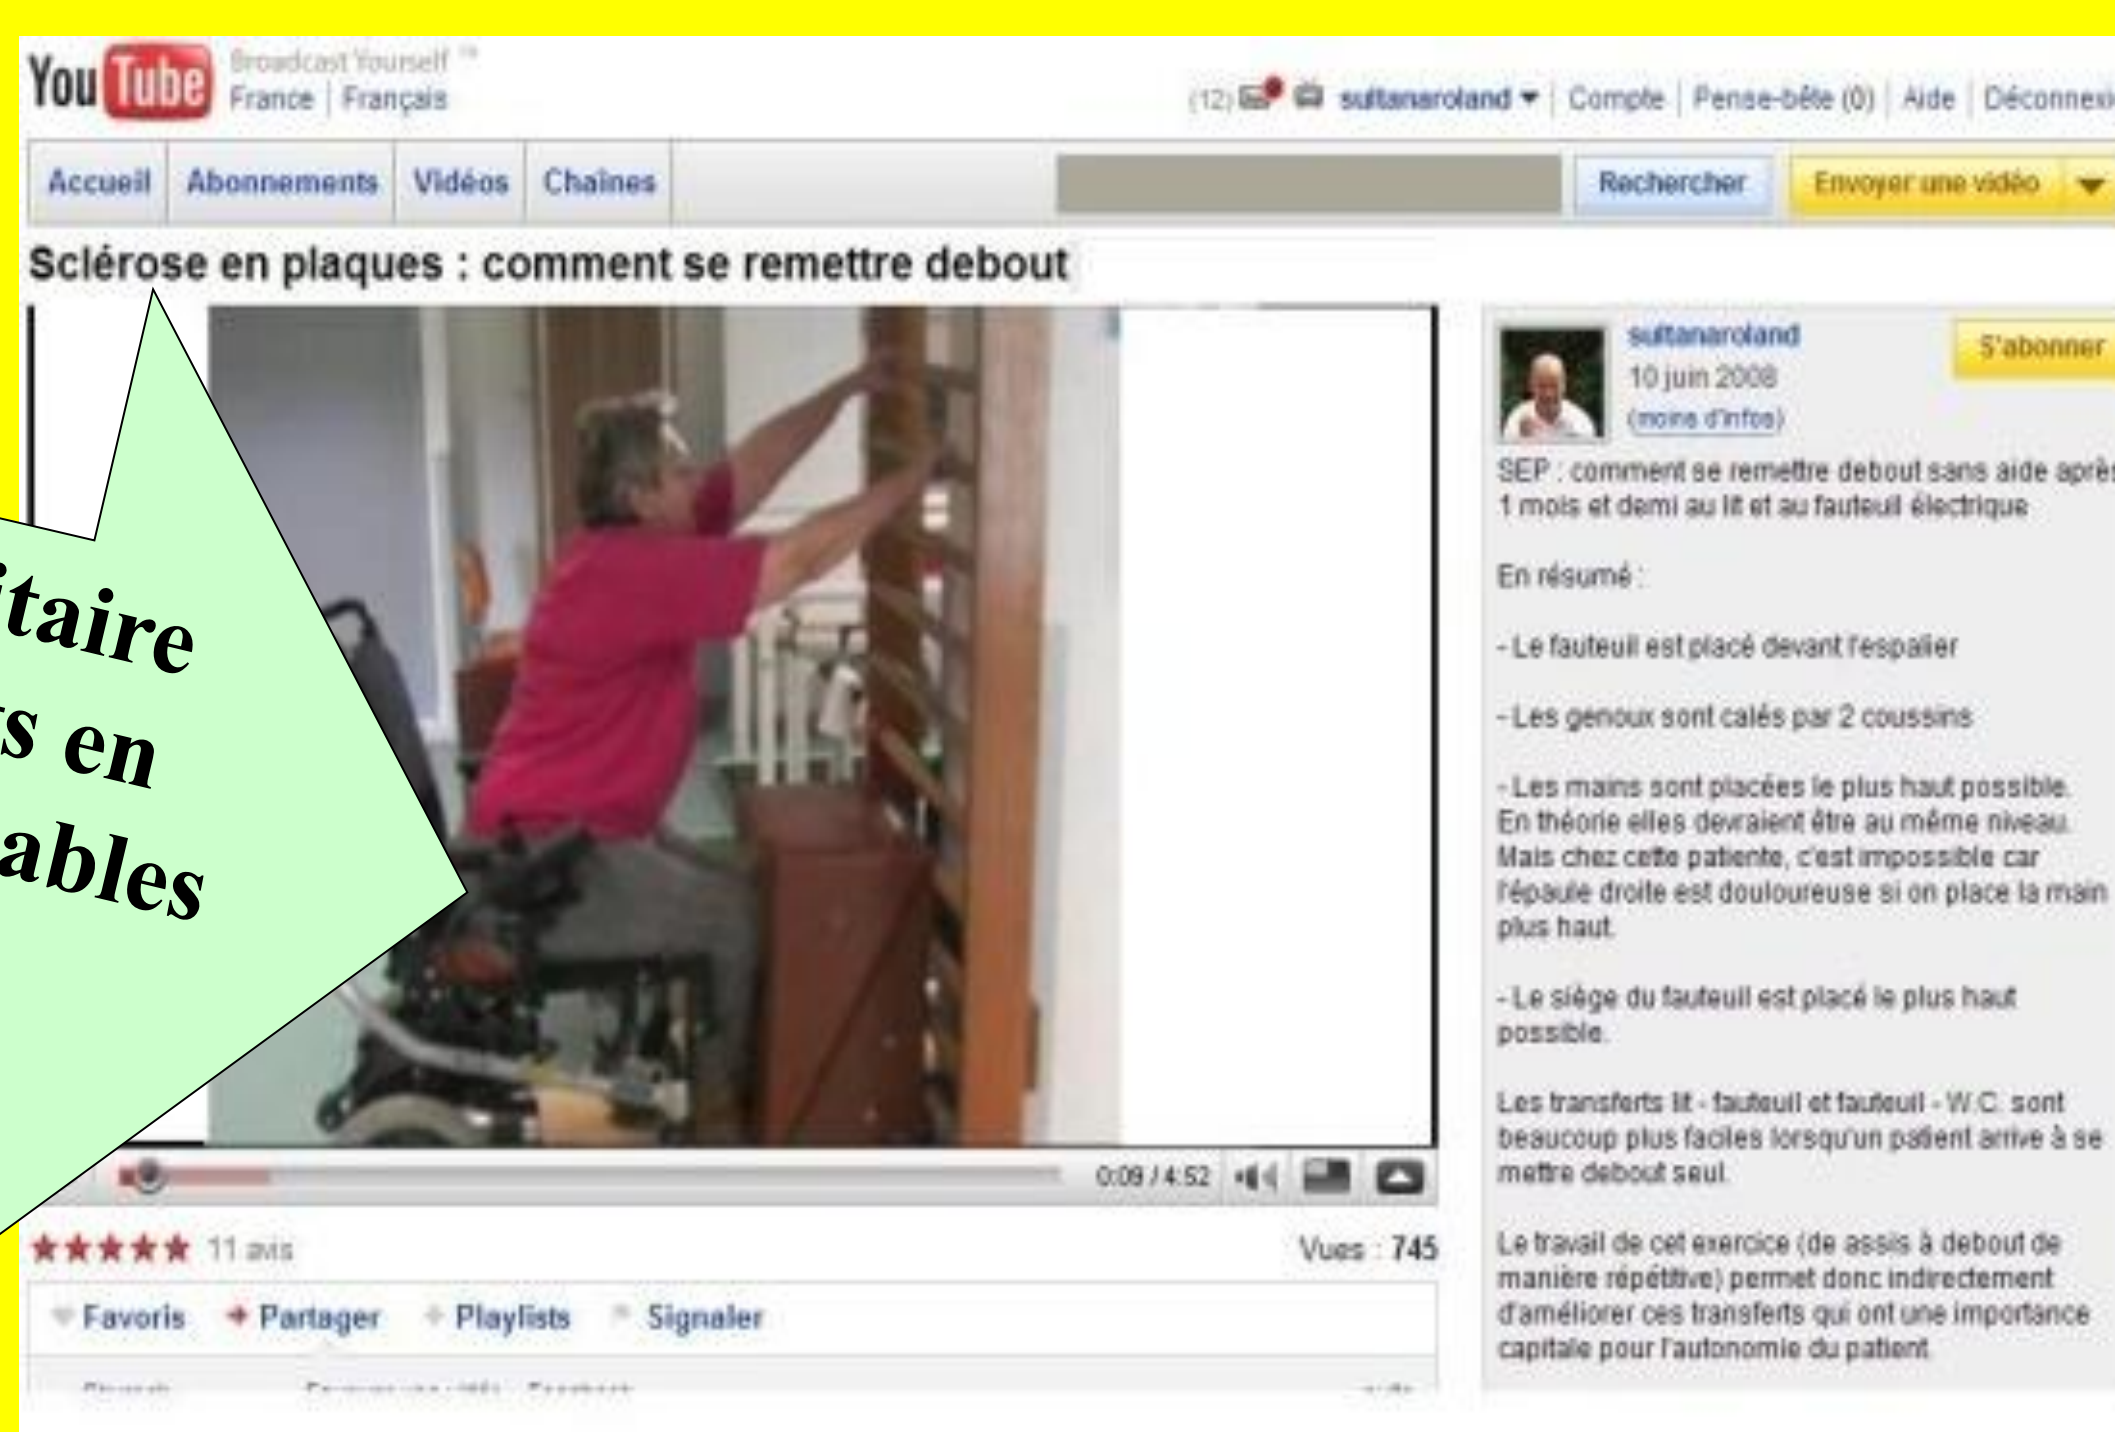 YouTube Broadcast Yourself ™
France | Français
(12) sultanaroland | Compte | Pense-bête (0) | Aide | 
Accueil Abonnements Vidéos Chaînes Rechercher Envoyer une vidéo
Sclérose en plaques : comment se remettre debout
itaire
en
ables
0:09 / 4:52
★★★★★ 11 avis
Vues : 745
Favoris Partager Playlists Signaler
sultanaroland
S'abonner
10 juin 2008
(moins d'infos)
SEP : comment se remettre debout sans aide après
1 mois et demi au lit et au fauteuil électrique
En résumé :
- Le fauteuil est placé devant l'espalier
- Les genoux sont calés par 2 coussins
- Les mains sont placées le plus haut possible.
En théorie elles devraient être au même niveau.
Mais chez cette patiente, c'est impossible car
l'épaule droite est douloureuse si on place la main
plus haut.
- Le siège du fauteuil est placé le plus haut
possible.
Les transferts lit - fauteuil et fauteuil - W.C. sont
beaucoup plus faciles lorsqu'un patient arrive à se
mettre debout seul.
Le travail de cet exercice (de assis à debout de
manière répétitive) permet donc indirectement
d'améliorer ces transferts qui ont une importance
capitale pour l'autonomie du patient.